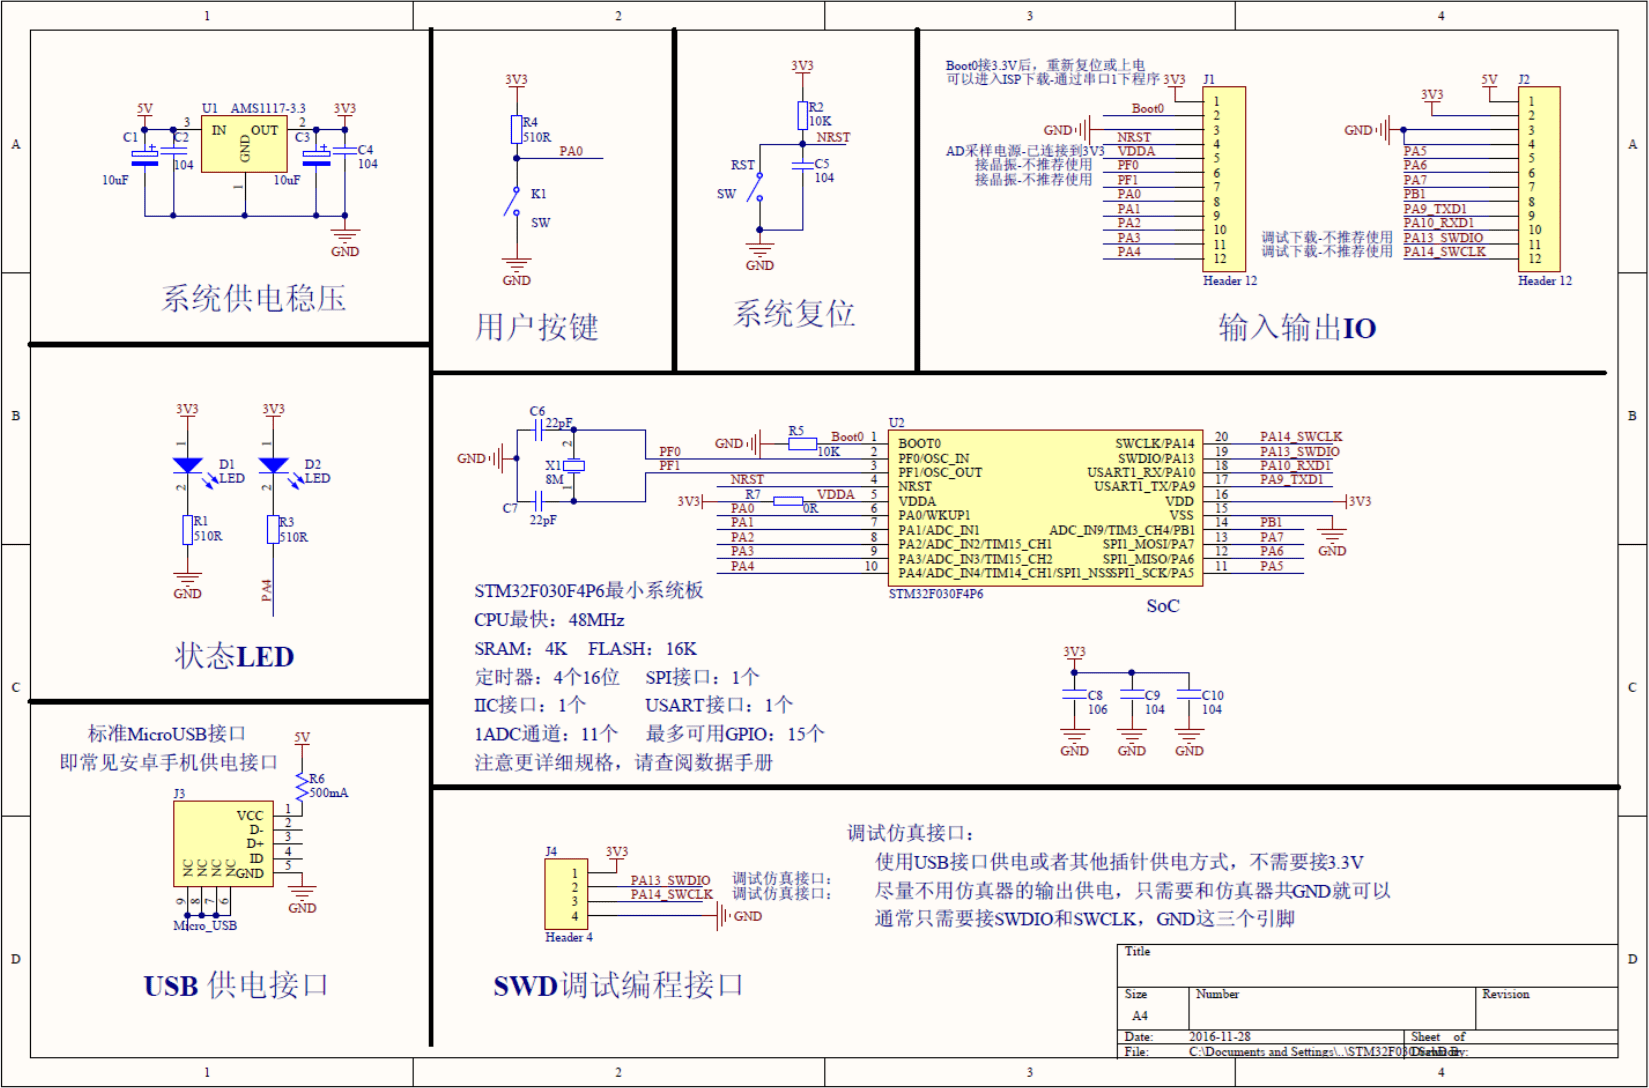 1 2 3 4
A
B
C
D
A
B
C
D
1 2 3 4
5V
U1 AMS1117-3.3
3V3
3 IN OUT 2
GND
1
C1
10uF
C2
104
C3
10uF
C4
104
GND
系统供电稳压
3V3
R4
510R
PA0
K1
SW
GND
用户按键
3V3
R2
10K
NRST
RST
SW
C5
104
GND
系统复位
Boot0接3.3V后，重新复位或上电
可以进入ISP下载-通过串口1下程序
3V3
J1
1
Boot0 2
GND 3
NRST 4
AD采样电源-已连接到3V3 VDDA 5
接晶振-不推荐使用 PF0 6
接晶振-不推荐使用 PF1 7
PA0 8
PA1 9
PA2 10
PA3 11
PA4 12
Header 12
5V
J2
3V3
1
2
GND 3
4
PA5 5
PA6 6
PA7 7
PB1 8
PA9_TXD1 9
PA10_RXD1 10
调试下载-不推荐使用 PA13_SWDIO 11
调试下载-不推荐使用 PA14_SWCLK 12
Header 12
输入输出IO
3V3
1
D1
LED
2
R1
510R
GND
3V3
1
D2
LED
2
R3
510R
PA4
状态LED
C6
22pF
GND
2
X1
8M
1
C7
22pF
PF0
PF1
U2
GND R5 10K Boot0 1 BOOT0
2 PF0/OSC_IN
3 PF1/OSC_OUT
NRST 4 NRST
3V3 R7 0R VDDA 5 VDDA
PA0 6 PA0/WKUP1
PA1 7 PA1/ADC_IN1
PA2 8 PA2/ADC_IN2/TIM15_CH1
PA3 9 PA3/ADC_IN3/TIM15_CH2
PA4 10 PA4/ADC_IN4/TIM14_CH1/SPI1_NSS
SWCLK/PA14 20 PA14_SWCLK
SWDIO/PA13 19 PA13_SWDIO
USART1_RX/PA10 18 PA10_RXD1
USART1_TX/PA9 17 PA9_TXD1
VDD 16 3V3
VSS 15
ADC_IN9/TIM3_CH4/PB1 14 PB1
SPI1_MOSI/PA7 13 PA7
SPI1_MISO/PA6 12 PA6
SPI1_SCK/PA5 11 PA5
GND
STM32F030F4P6
SoC
STM32F030F4P6最小系统板
CPU最快：48MHz
SRAM：4K FLASH：16K
定时器：4个16位 SPI接口：1个
IIC接口：1个 USART接口：1个
1ADC通道：11个 最多可用GPIO：15个
注意更详细规格，请查阅数据手册
3V3
C8
106
C9
104
C10
104
GND GND GND
标准MicroUSB接口
即常见安卓手机供电接口
5V
R6
500mA
J3
VCC 1
D- 2
D+ 3
ID 4
GND 5
NC NC NC NC
9 8 7 6
Micro_USB
GND
USB 供电接口
J4
3V3
1
2 PA13_SWDIO 调试仿真接口：
3 PA14_SWCLK 调试仿真接口：
4 GND
Header 4
SWD调试编程接口
调试仿真接口：
使用USB接口供电或者其他插针供电方式，不需要接3.3V
尽量不用仿真器的输出供电，只需要和仿真器共GND就可以
通常只需要接SWDIO和SWCLK，GND这三个引脚
Title
Size
A4
Number
Revision
Date: 2016-11-28 Sheet of
File: C:\Documents and Settings\..\STM32F030